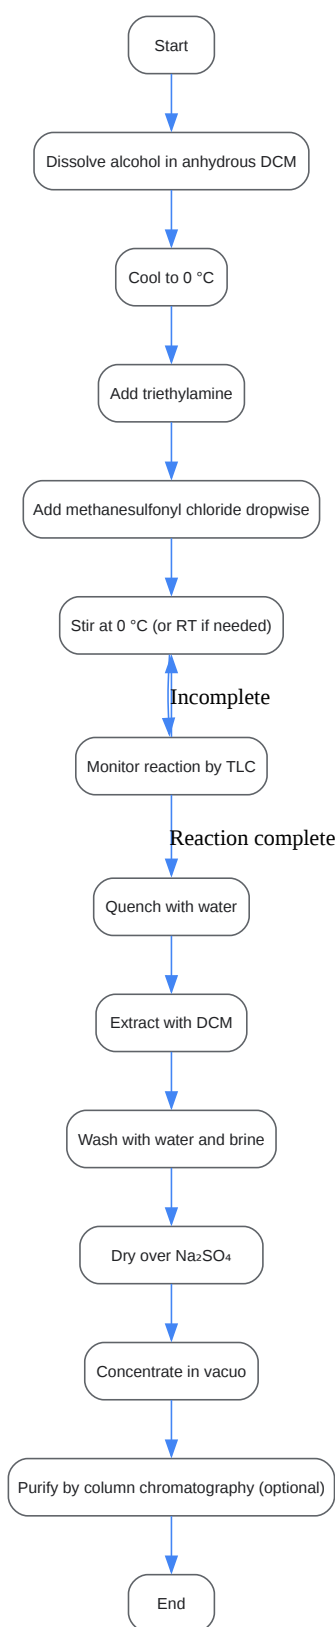 Start
Dissolve alcohol in anhydrous DCM
Cool to 0 °C
Add triethylamine
Add methanesulfonyl chloride dropwise
Stir at 0 °C (or RT if needed)
Incomplete
Monitor reaction by TLC
Reaction complete
Quench with water
Extract with DCM
Wash with water and brine
Dry over Na₂SO₄
Concentrate in vacuo
Purify by column chromatography (optional)
End